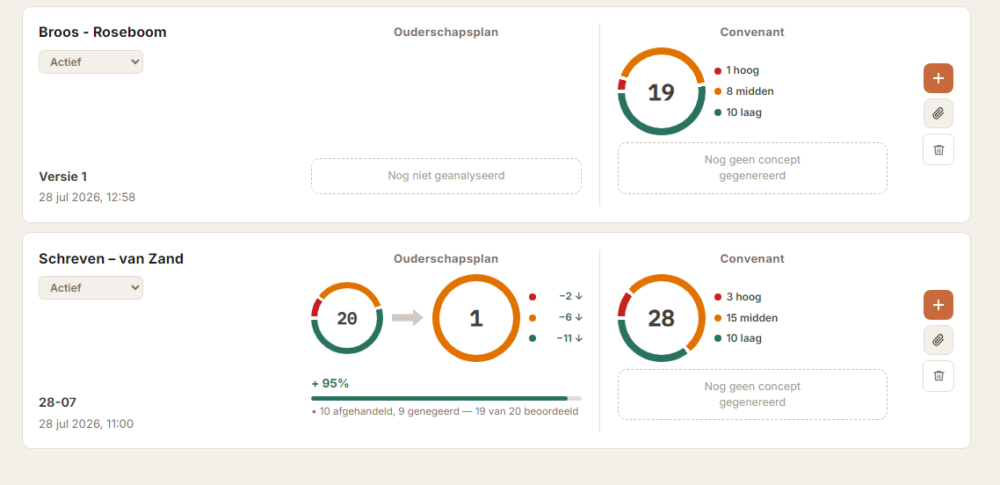 Broos - Roseboom
Actief
Versie 1
28 jul 2026, 12:58
Ouderschapsplan
Nog niet geanalyseerd
Convenant
19
1 hoog
8 midden
10 laag
Nog geen concept
gegenereerd
Schreven – van Zand
Actief
28-07
28 jul 2026, 11:00
Ouderschapsplan
20
1
−2 ↓
−6 ↓
−11 ↓
+ 95%
• 10 afgehandeld, 9 genegeerd — 19 van 20 beoordeeld
Convenant
28
3 hoog
15 midden
10 laag
Nog geen concept
gegenereerd